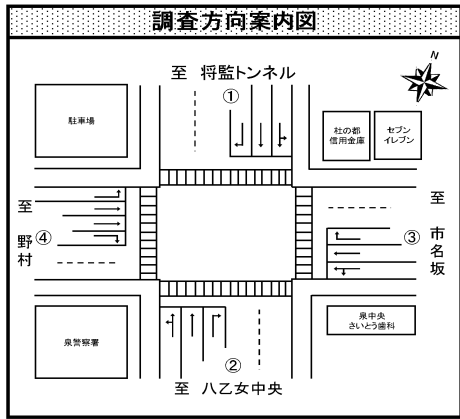 調査方向案内図
N
至 将監トンネル
①
駐車場
杜の都
信用金庫
セブン
イレブン
至 野村
④
至 市名坂
③
泉警察署
②
泉中央
さいとう歯科
至 八乙女中央